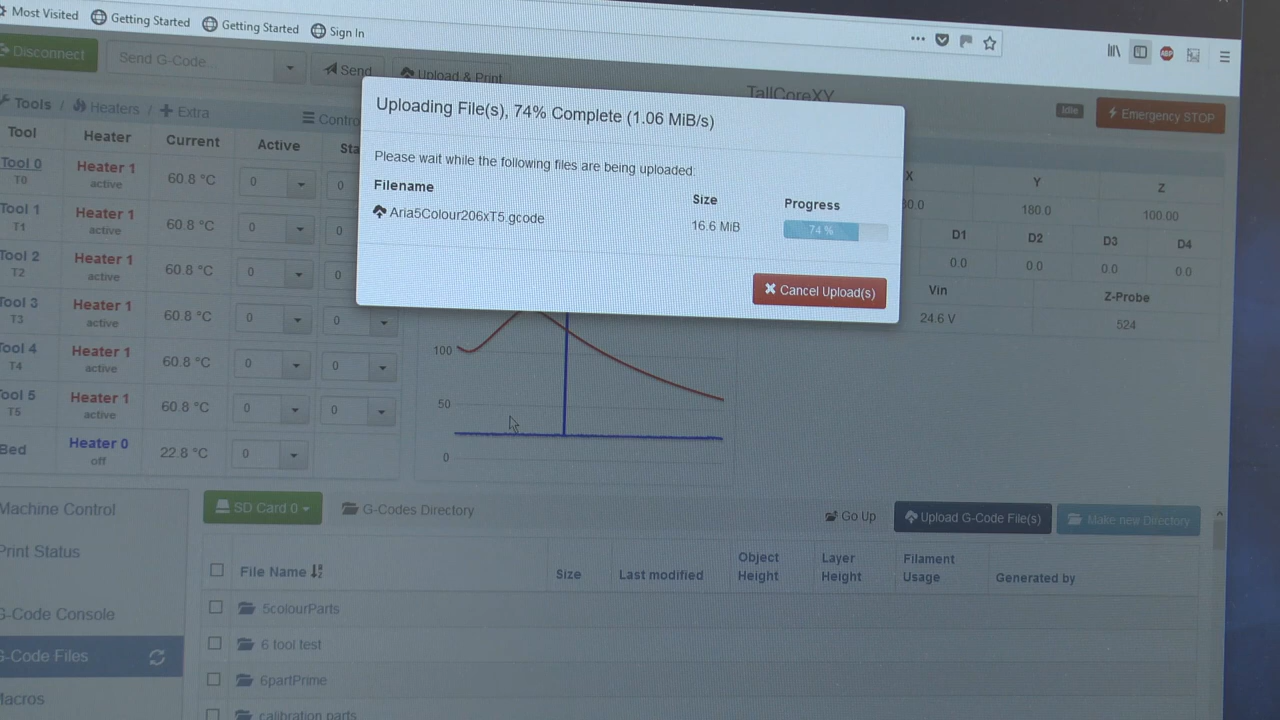 Most Visited Getting Started Getting Started Sign In
Disconnect Send G-Code... Send Upload & Print
TallCoreXY
Idle Emergency STOP
Uploading File(s), 74% Complete (1.06 MiB/s)
Please wait while the following files are being uploaded:
Filename Size Progress
Aria5Colour206xT5.gcode 16.6 MiB 74 %
Cancel Upload(s)
Tools / Heaters / Extra
Tool Heater Current Active
Tool 0 Heater 1 60.8 °C 0 0
T0 active
Tool 1 Heater 1 60.8 °C 0 0
T1 active
Tool 2 Heater 1 60.8 °C 0 0
T2 active
Tool 3 Heater 1 60.8 °C 0 0
T3 active
Tool 4 Heater 1 60.8 °C 0 0
T4 active
Tool 5 Heater 1 60.8 °C 0 0
T5 active
Bed Heater 0 22.8 °C 0
off
X Y Z
180.0 100.00
D1 D2 D3 D4
0.0 0.0 0.0 0.0
Vin Z-Probe
24.6 V 524
100
50
0
Machine Control
Print Status
G-Code Console
G-Code Files
Macros
SD Card 0 G-Codes Directory Go Up Upload G-Code File(s) Make new Directory
File Name Size Last modified Object Height Layer Height Filament Usage Generated by
5colourParts
6 tool test
6partPrime
calibration parts